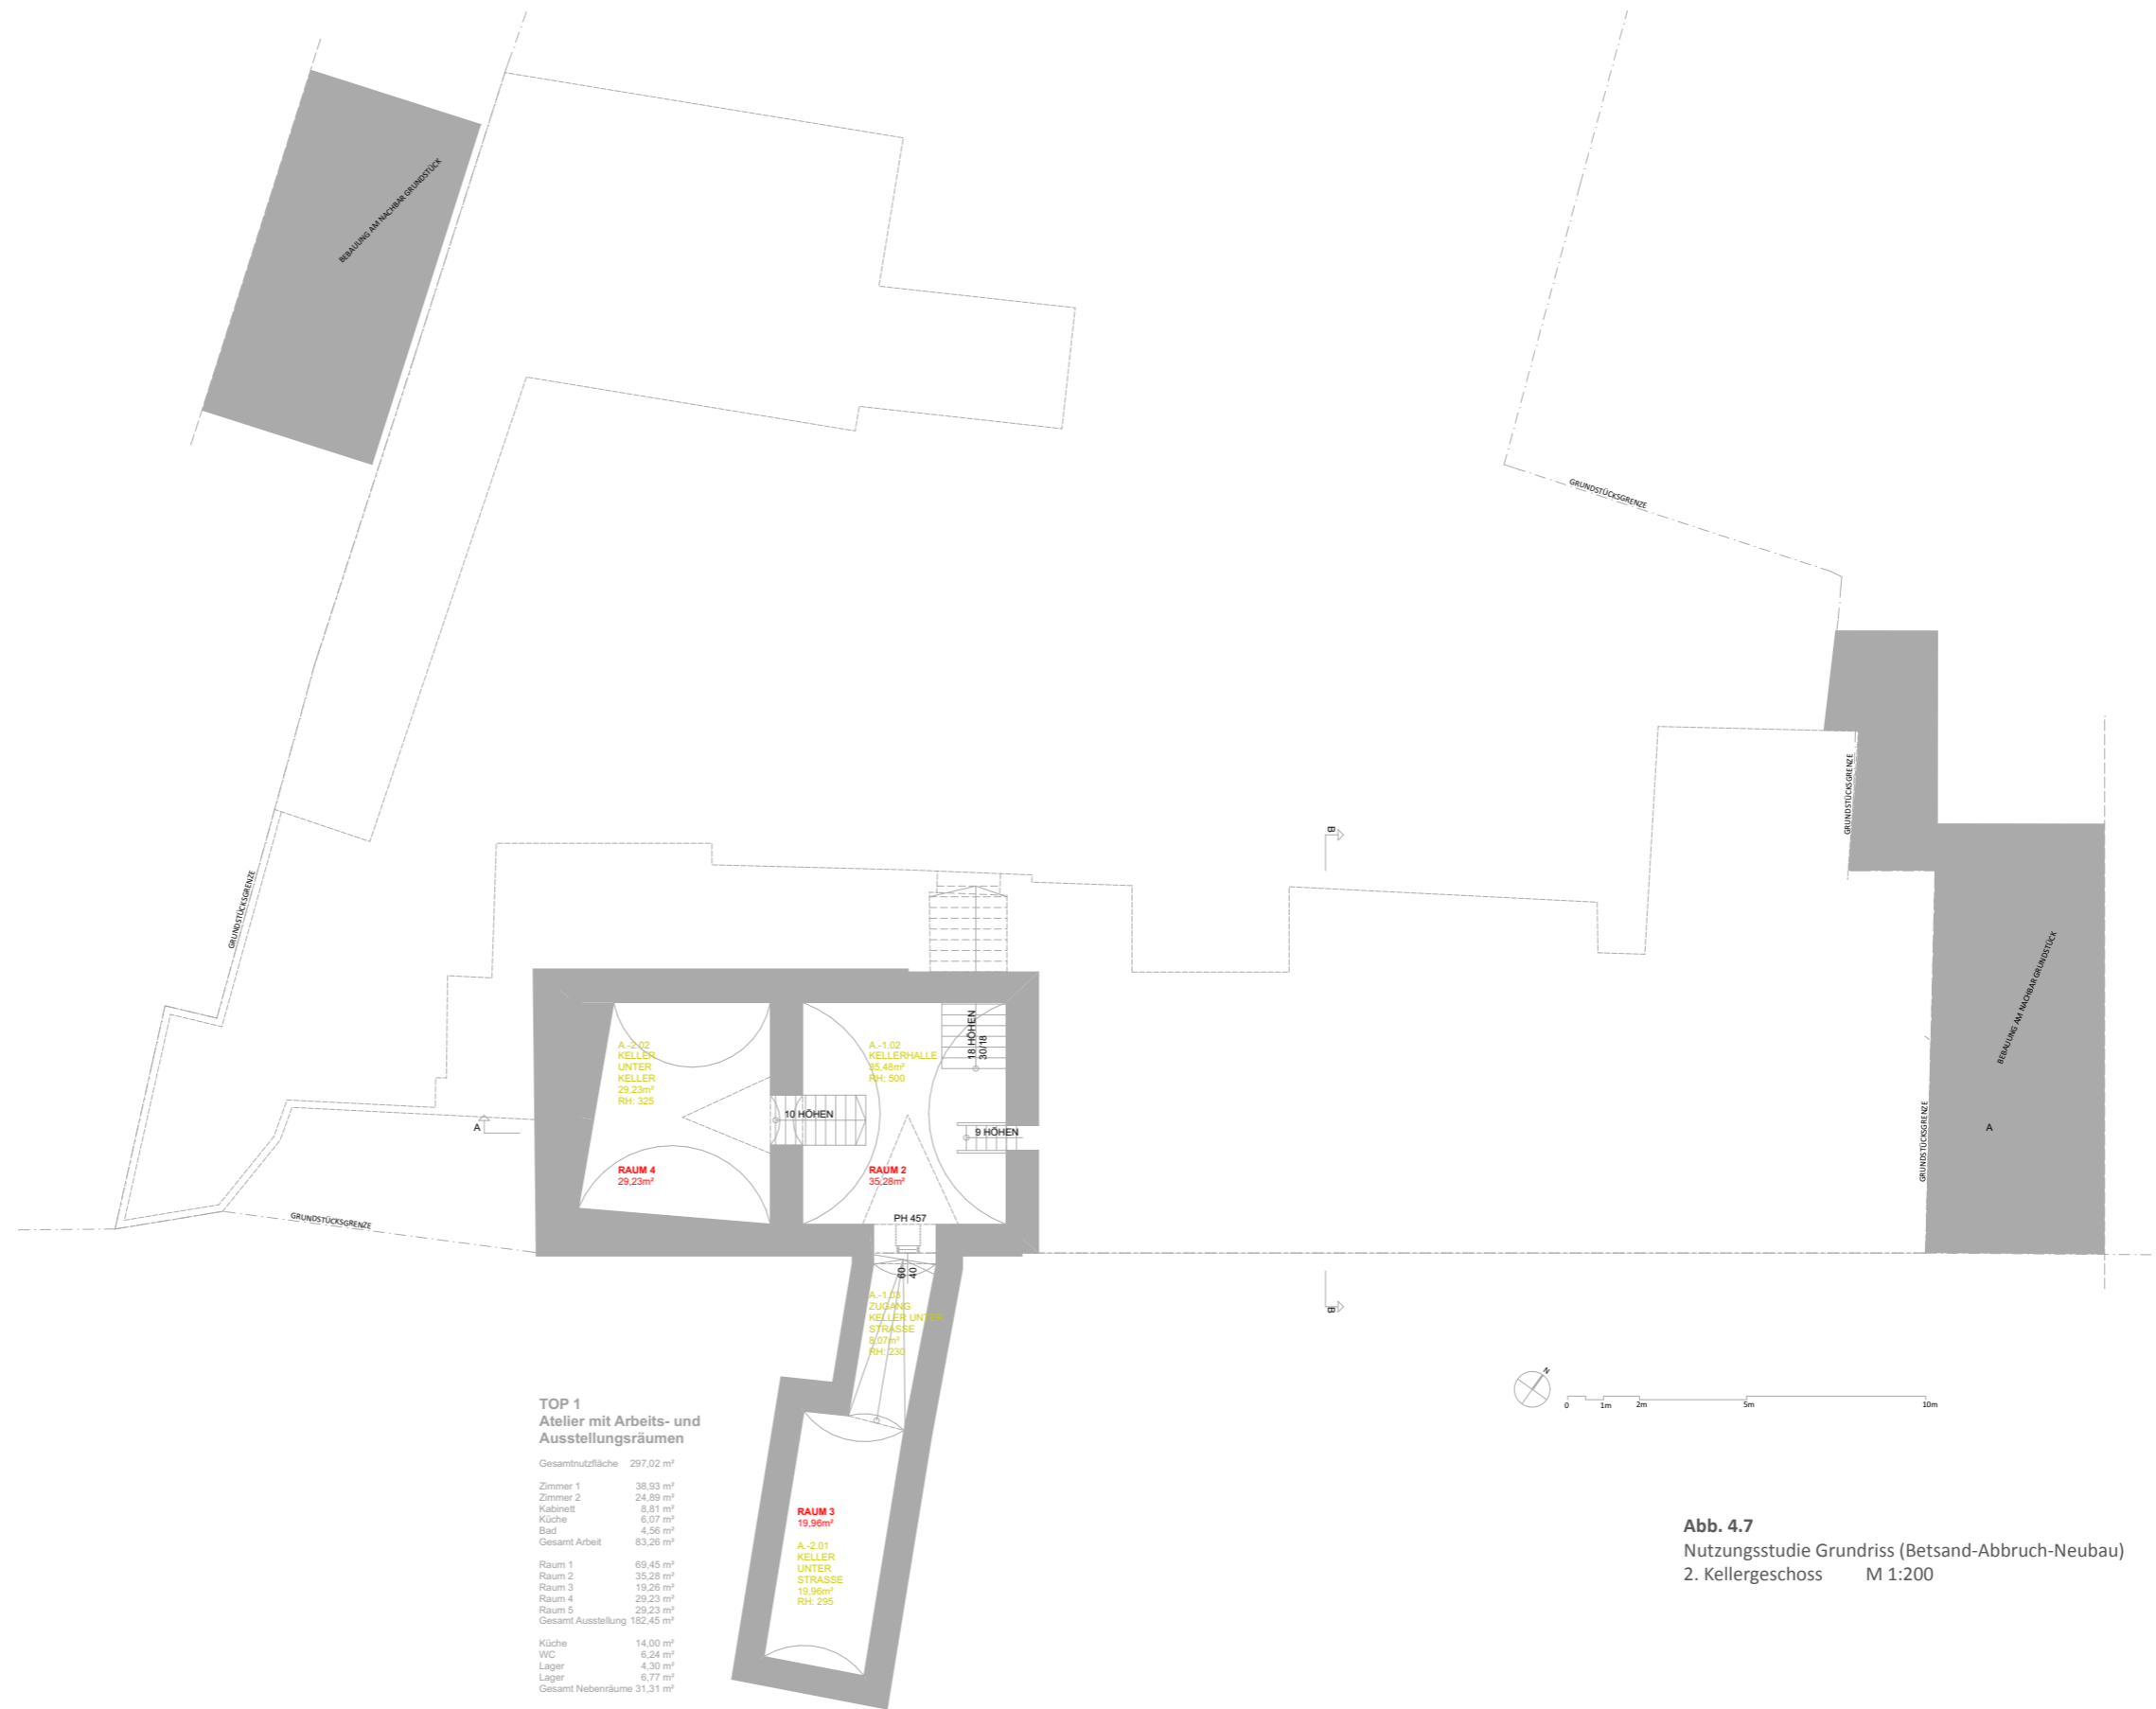 BEBAUUNG AM NACHBAR GRUNDSTÜCK
GRUNDSTÜCKSGRENZE
GRUNDSTÜCKSGRENZE
B
GRUNDSTÜCKSGRENZE
BEBAUUNG AM NACHBAR GRUNDSTÜCK
A.-2.02
KELLER
UNTER
KELLER
29,23m²
RH: 325
A.-1.02
KELLERHALLE
35,48m²
RH: 500
18 HÖHEN
30/18
10 HÖHEN
9 HÖHEN
A
A
GRUNDSTÜCKSGRENZE
RAUM 4
29,23m²
RAUM 2
35,28m²
GRUNDSTÜCKSGRENZE
PH 457
60
40
A.-1.03
ZUGANG
KELLER UNTER
STRASSE
8,07m²
RH: 230
B
N
0 1m 2m 5m 10m
TOP 1
Atelier mit Arbeits- und
Ausstellungsräumen
Gesamtnutzfläche 297,02 m²
Zimmer 1 38,93 m²
Zimmer 2 24,89 m²
Kabinett 8,81 m²
Küche 6,07 m²
Bad 4,56 m²
Gesamt Arbeit 83,26 m²
Raum 1 69,45 m²
Raum 2 35,28 m²
Raum 3 19,26 m²
Raum 4 29,23 m²
Raum 5 29,23 m²
Gesamt Ausstellung 182,45 m²
Küche 14,00 m²
WC 6,24 m²
Lager 4,30 m²
Lager 6,77 m²
Gesamt Nebenräume 31,31 m²
RAUM 3
19,96m²
A.-2.01
KELLER
UNTER
STRASSE
19,96m²
RH: 295
Abb. 4.7
Nutzungsstudie Grundriss (Betsand-Abbruch-Neubau)
2. Kellergeschoss M 1:200